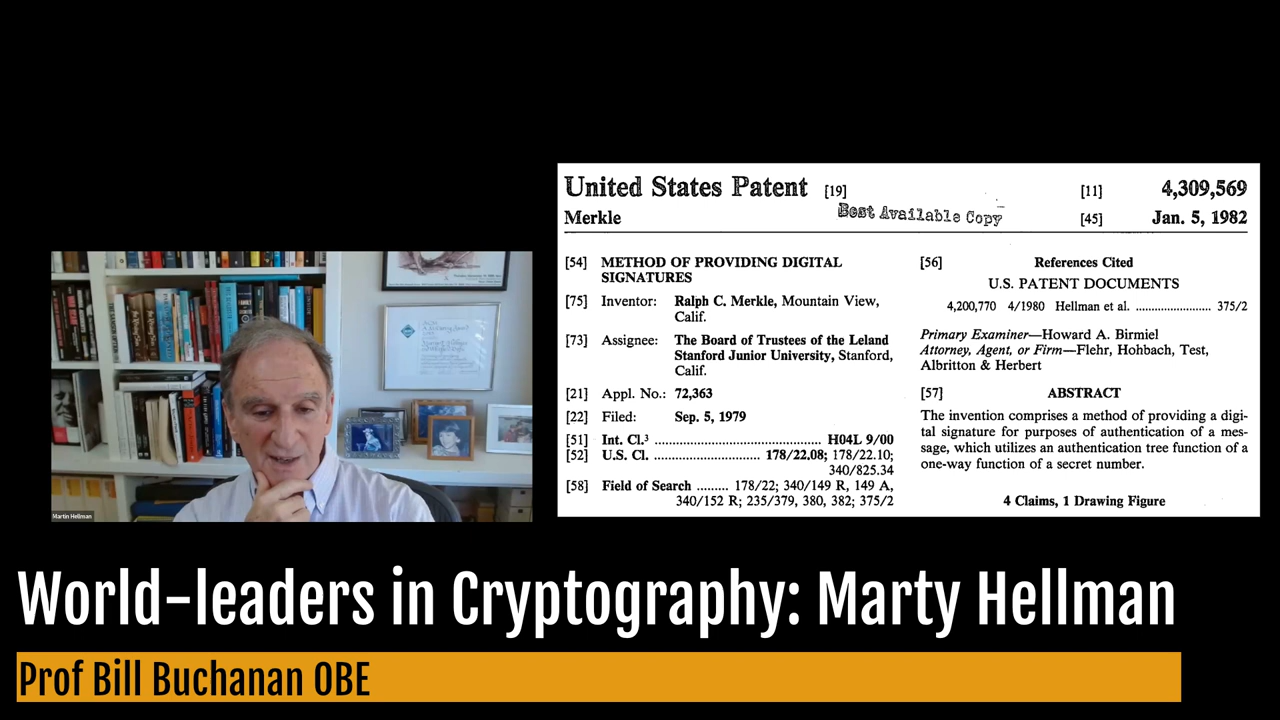 United States Patent [19] [11] 4,309,569
Best Available Copy
Merkle [45] Jan. 5, 1982
[54] METHOD OF PROVIDING DIGITAL
SIGNATURES
[75] Inventor: Ralph C. Merkle, Mountain View,
Calif.
[73] Assignee: The Board of Trustees of the Leland
Stanford Junior University, Stanford,
Calif.
[21] Appl. No.: 72,363
[22] Filed: Sep. 5, 1979
[51] Int. Cl.³ .......... H04L 9/00
[52] U.S. Cl. .......... 178/22.08; 178/22.10;
340/825.34
[58] Field of Search ......... 178/22; 340/149 R, 149 A,
340/152 R; 235/379, 380, 382; 375/2
[56] References Cited
U.S. PATENT DOCUMENTS
4,200,770 4/1980 Hellman et al. .......... 375/2
Primary Examiner—Howard A. Birmiel
Attorney, Agent, or Firm—Flehr, Hohbach, Test,
Albritton & Herbert
[57] ABSTRACT
The invention comprises a method of providing a digi-
tal signature for purposes of authentication of a mes-
sage, which utilizes an authentication tree function of a
one-way function of a secret number.
4 Claims, 1 Drawing Figure
Martin Hellman
World-leaders in Cryptography: Marty Hellman
Prof Bill Buchanan OBE